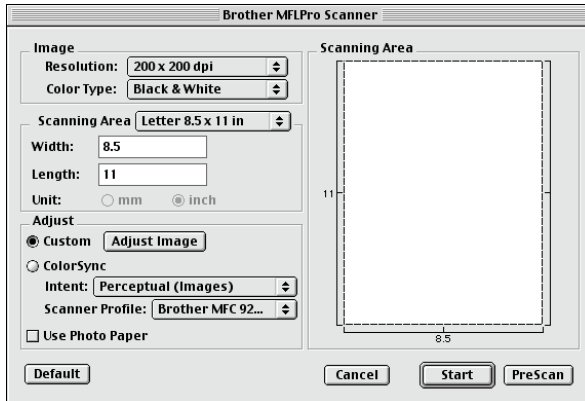 Brother MFLPro Scanner
Image
Resolution: 200 x 200 dpi
Color Type: Black & White
Scanning Area Letter 8.5 x 11 in
Width: 8.5
Length: 11
Unit: mm inch
Adjust
Custom Adjust Image
ColorSync
Intent: Perceptual (Images)
Scanner Profile: Brother MFC 92...
Use Photo Paper
Default
Scanning Area
11
8.5
Cancel Start PreScan